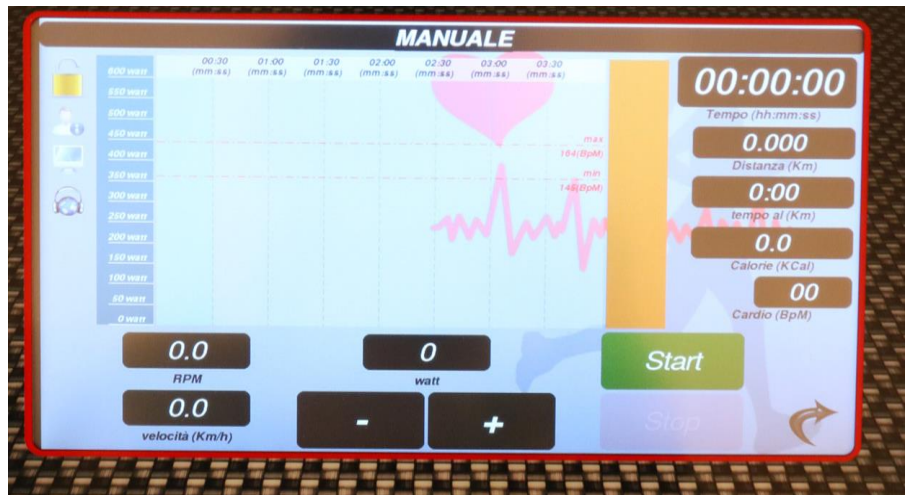 MANUALE
00:30 01:00 01:30 02:00 02:30 03:00 03:30
(mm:ss) (mm:ss) (mm:ss) (mm:ss) (mm:ss) (mm:ss) (mm:ss)
600 watt
550 watt
500 watt
450 watt
400 watt
350 watt
300 watt
250 watt
200 watt
150 watt
100 watt
50 watt
0 watt
max
164(BpM)
min
145(BpM)
00:00:00
Tempo (hh:mm:ss)
0.000
Distanza (Km)
0:00
tempo al (Km)
0.0
Calorie (KCal)
00
Cardio (BpM)
0.0
RPM
0
watt
Start
0.0
velocità (Km/h)
-
+
Stop